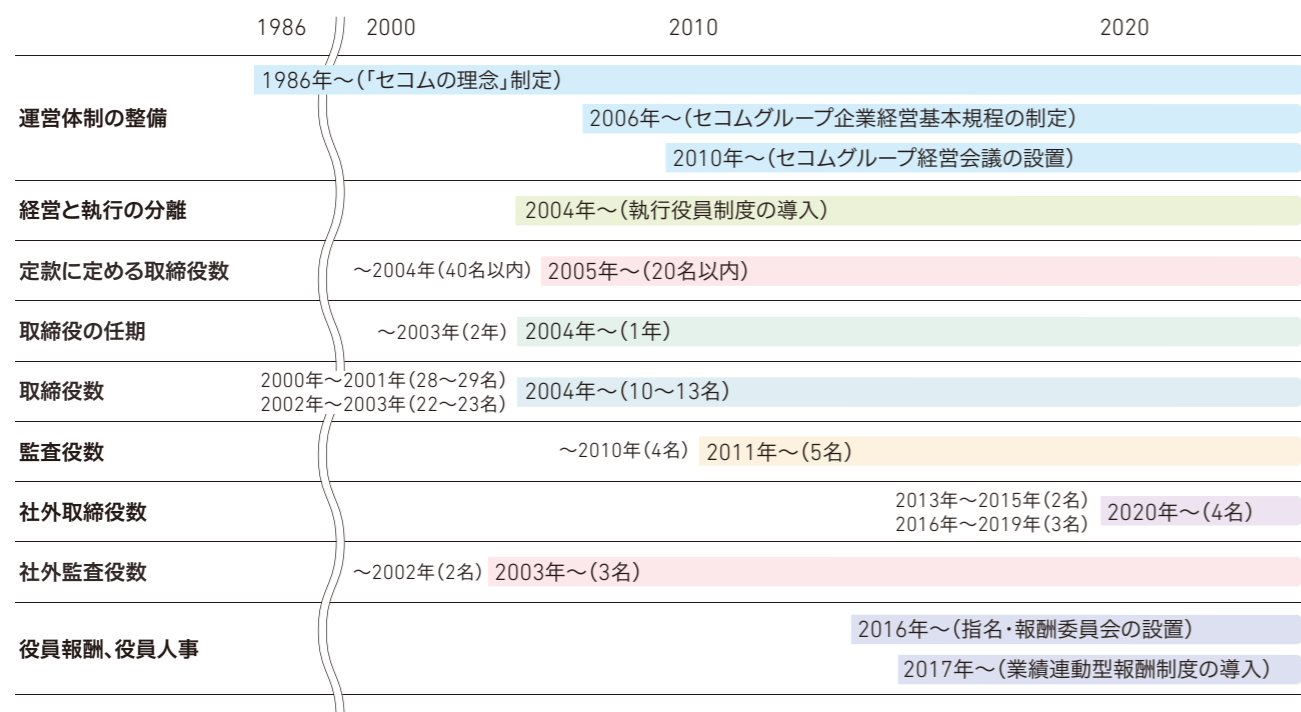 1986 2000 2010 2020
運営体制の整備
1986年～（「セコムの理念」制定）
2006年～（セコムグループ企業経営基本規程の制定）
2010年～（セコムグループ経営会議の設置）
経営と執行の分離
2004年～（執行役員制度の導入）
定款に定める取締役数
～2004年（40名以内）
2005年～（20名以内）
取締役の任期
～2003年（2年）
2004年～（1年）
取締役数
2000年～2001年（28～29名）
2002年～2003年（22～23名）
2004年～（10～13名）
監査役数
～2010年（4名）
2011年～（5名）
社外取締役数
2013年～2015年（2名）
2016年～2019年（3名）
2020年～（4名）
社外監査役数
～2002年（2名）
2003年～（3名）
役員報酬、役員人事
2016年～（指名・報酬委員会の設置）
2017年～（業績連動型報酬制度の導入）